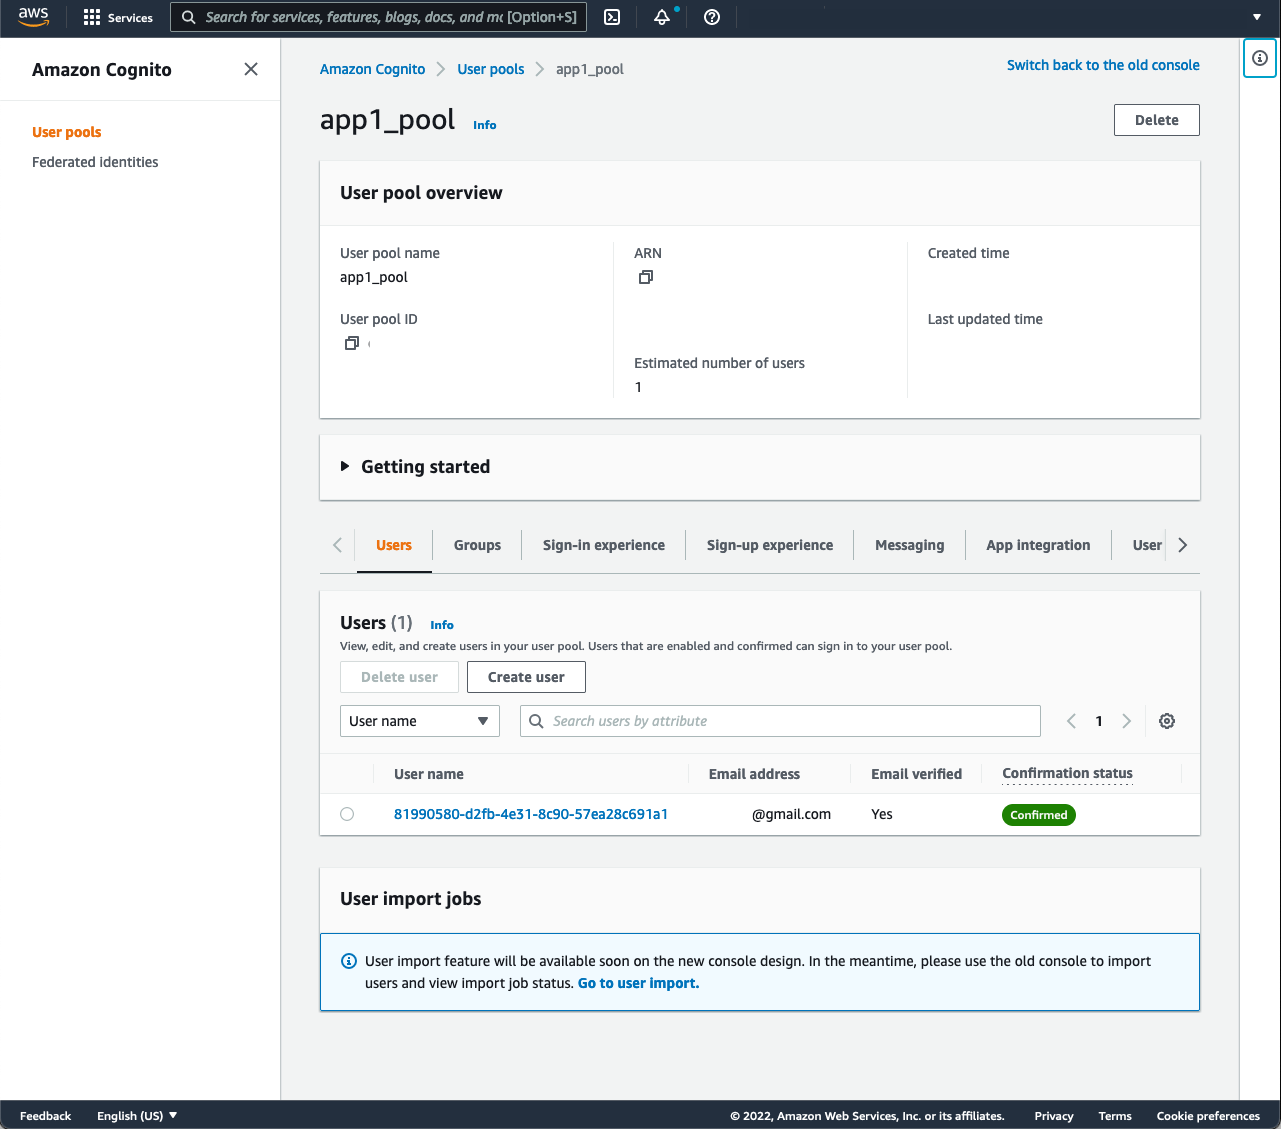 aws
Services
Search for services, features, blogs, docs, and mo [Option+S]
Amazon Cognito
User pools
Federated identities
Amazon Cognito
User pools
app1_pool
Switch back to the old console
app1_pool
Info
Delete
User pool overview
User pool name
app1_pool
User pool ID
ARN
Estimated number of users
1
Created time
Last updated time
Getting started
Users
Groups
Sign-in experience
Sign-up experience
Messaging
App integration
User
Users (1)
Info
View, edit, and create users in your user pool. Users that are enabled and confirmed can sign in to your user pool.
Delete user
Create user
User name
Search users by attribute
1
User name
Email address
Email verified
Confirmation status
81990580-d2fb-4e31-8c90-57ea28c691a1
@gmail.com
Yes
Confirmed
User import jobs
User import feature will be available soon on the new console design. In the meantime, please use the old console to import
users and view import job status. Go to user import.
Feedback
English (US)
© 2022, Amazon Web Services, Inc. or its affiliates.
Privacy
Terms
Cookie preferences